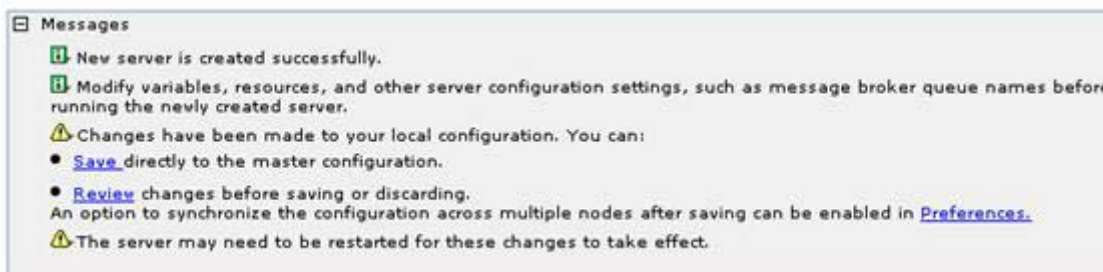 Messages
New server is created successfully.
Modify variables, resources, and other server configuration settings, such as message broker queue names before
running the newly created server.
Changes have been made to your local configuration. You can:
Save directly to the master configuration.
Review changes before saving or discarding.
An option to synchronize the configuration across multiple nodes after saving can be enabled in Preferences.
The server may need to be restarted for these changes to take effect.